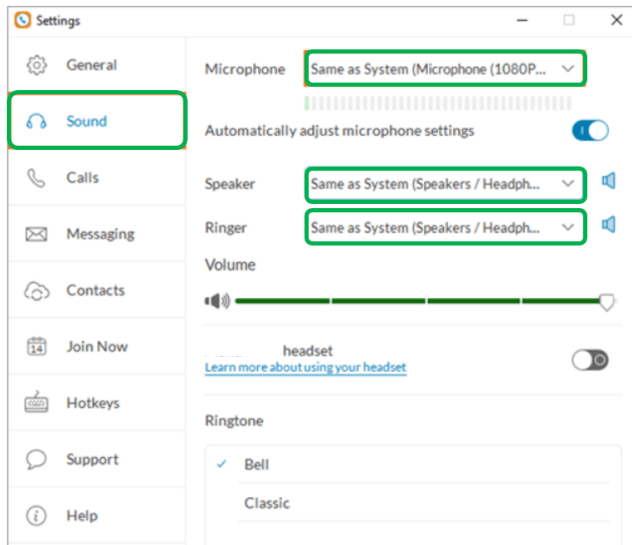 Settings
General
Sound
Calls
Messaging
Contacts
14
Join Now
Hotkeys
Support
Help
Microphone
Same as System (Microphone (1080P...
Automatically adjust microphone settings
Speaker
Same as System (Speakers / Headph...
Ringer
Same as System (Speakers / Headph...
Volume
headset
Learn more about using your headset
Ringtone
Bell
Classic